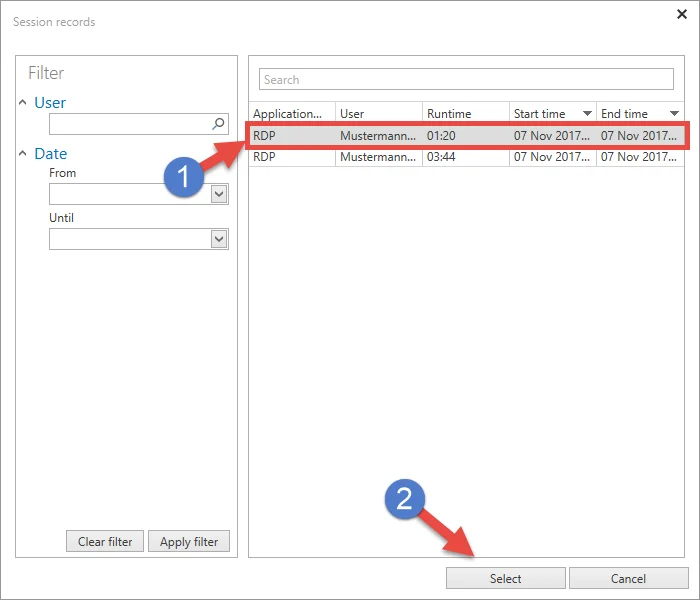 Session records
Filter
User
Date
From
Until
Clear filter Apply filter
Search
Application... User Runtime Start time End time
RDP Mustermann... 01:20 07 Nov 2017... 07 Nov 2017...
RDP Mustermann... 03:44 07 Nov 2017... 07 Nov 2017...
1
2
Select Cancel